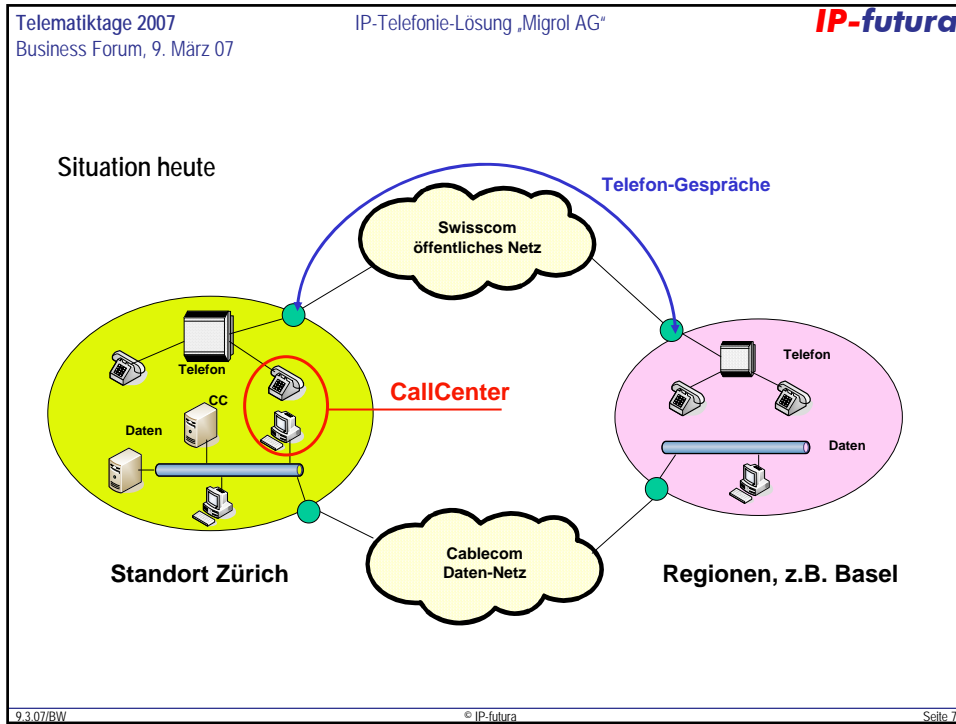 Telematiktage 2007
IP-Telefonie-Lösung „Migrol AG“
IP-futura
Business Forum, 9. März 07
Situation heute
Telefon-Gespräche
Swisscom
öffentliches Netz
Telefon
CC
Daten
CallCenter
Telefon
Daten
Cablecom
Daten-Netz
Standort Zürich
Regionen, z.B. Basel
9.3.07/BW
© IP-futura
Seite 7